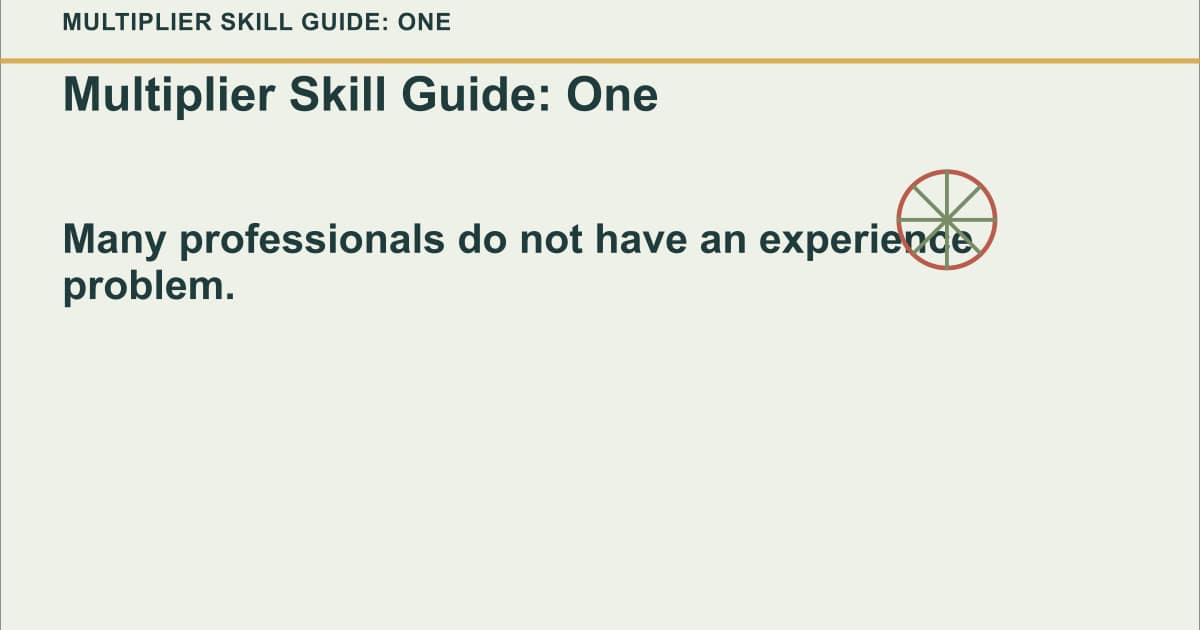 MULTIPLIER SKILL GUIDE: ONE
Multiplier Skill Guide: One
Many professionals do not have an experience
problem.